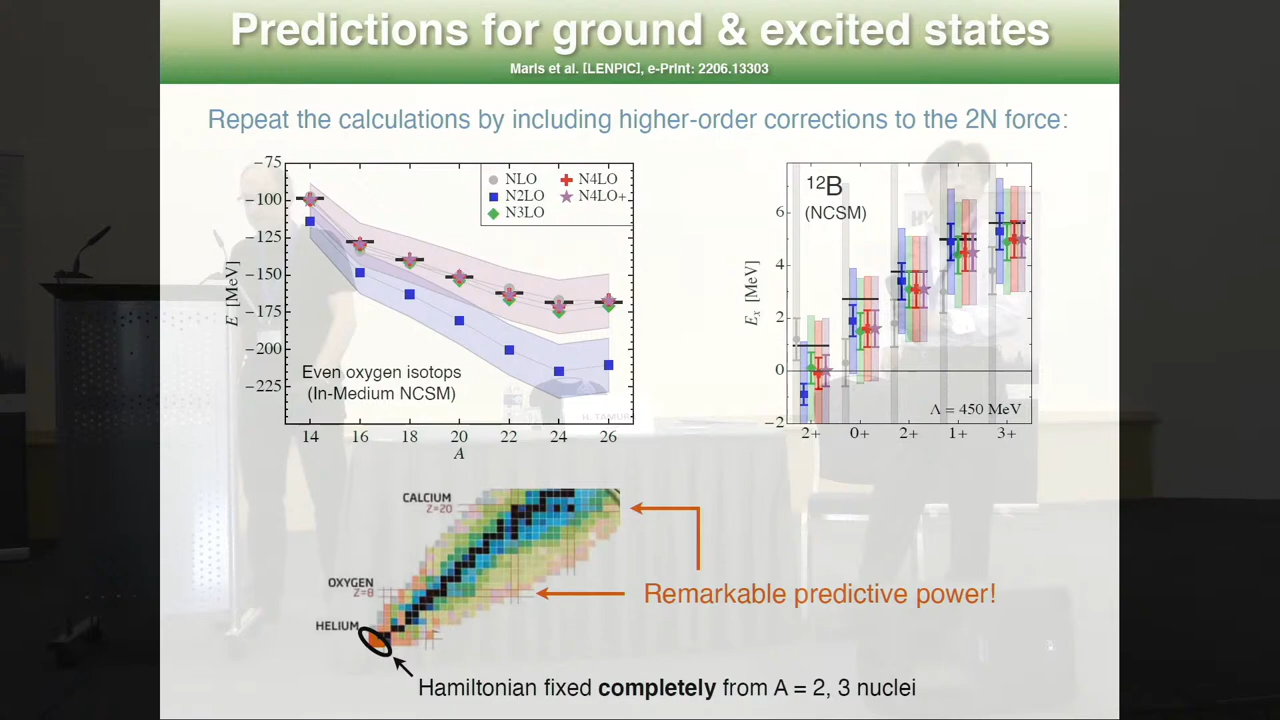 Predictions for ground & excited states
Maris et al. [LENPIC], e-Print: 2206.13303
Repeat the calculations by including higher-order corrections to the 2N force:
−75
−100
−125
−150
−175
−200
−225
E [MeV]
NLO
N2LO
N3LO
N4LO
N4LO+
Even oxygen isotops
(In-Medium NCSM)
14 16 18 20 22 24 26
A
12B
(NCSM)
6
4
2
0
−2
Ex [MeV]
Λ = 450 MeV
2+ 0+ 2+ 1+ 3+
H. TAMUR
CALCIUM
Z=20
OXYGEN
Z=8
HELIUM
Remarkable predictive power!
Hamiltonian fixed completely from A = 2, 3 nuclei